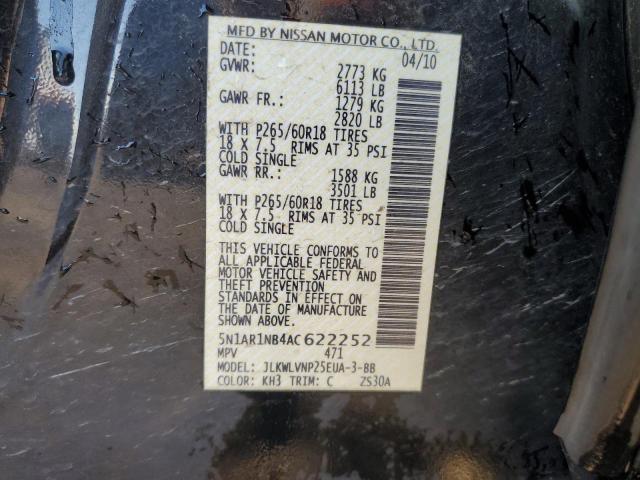 MFD BY NISSAN MOTOR CO., LTD.
DATE: 04/10
GVWR: 2773 KG
6113 LB
GAWR FR.: 1279 KG
2820 LB
WITH P265/60R18 TIRES
18 X 7.5 RIMS AT 35 PSI
COLD SINGLE
GAWR RR.: 1588 KG
3501 LB
WITH P265/60R18 TIRES
18 X 7.5 RIMS AT 35 PSI
COLD SINGLE
THIS VEHICLE CONFORMS TO
ALL APPLICABLE FEDERAL
MOTOR VEHICLE SAFETY AND
THEFT PREVENTION
STANDARDS IN EFFECT ON
THE DATE OF MANUFACTURE
SHOWN ABOVE.
5N1AR1NB4AC622252
MPV 471
MODEL: JLKWLVNP25EUA-3-BB
COLOR: KH3 TRIM: C ZS30A